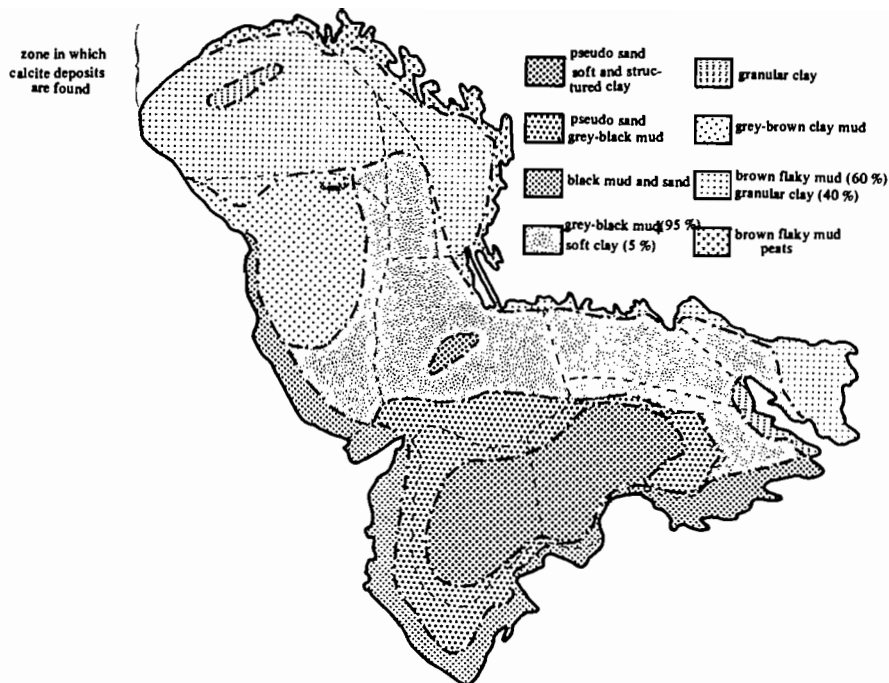 zone in which
calcite deposits
are found
pseudo sand
soft and struc-
tured clay
pseudo sand
grey-black mud
black mud and sand
grey-black mud (95 %)
soft clay (5 %)
granular clay
grey-brown clay mud
brown flaky mud (60 %)
granular clay (40 %)
brown flaky mud
peats